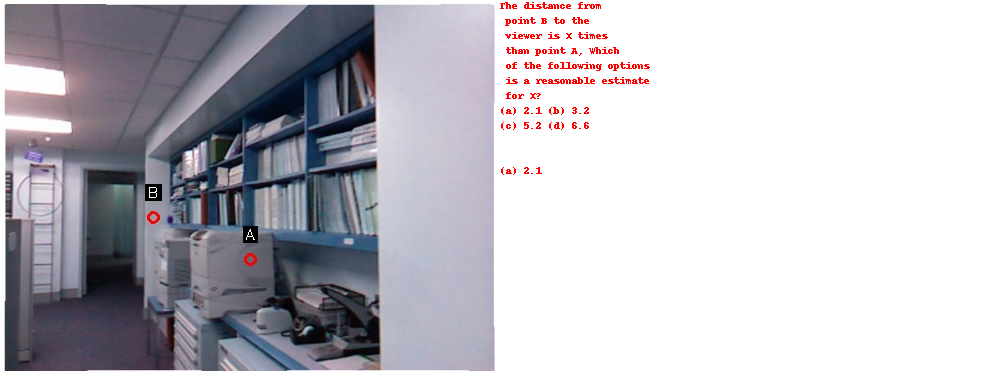 B
A
The distance from
point B to the
viewer is X times
than point A, Which
of the following options
is a reasonable estimate
for X?
(a) 2.1 (b) 3.2
(c) 5.2 (d) 6.6
(a) 2.1